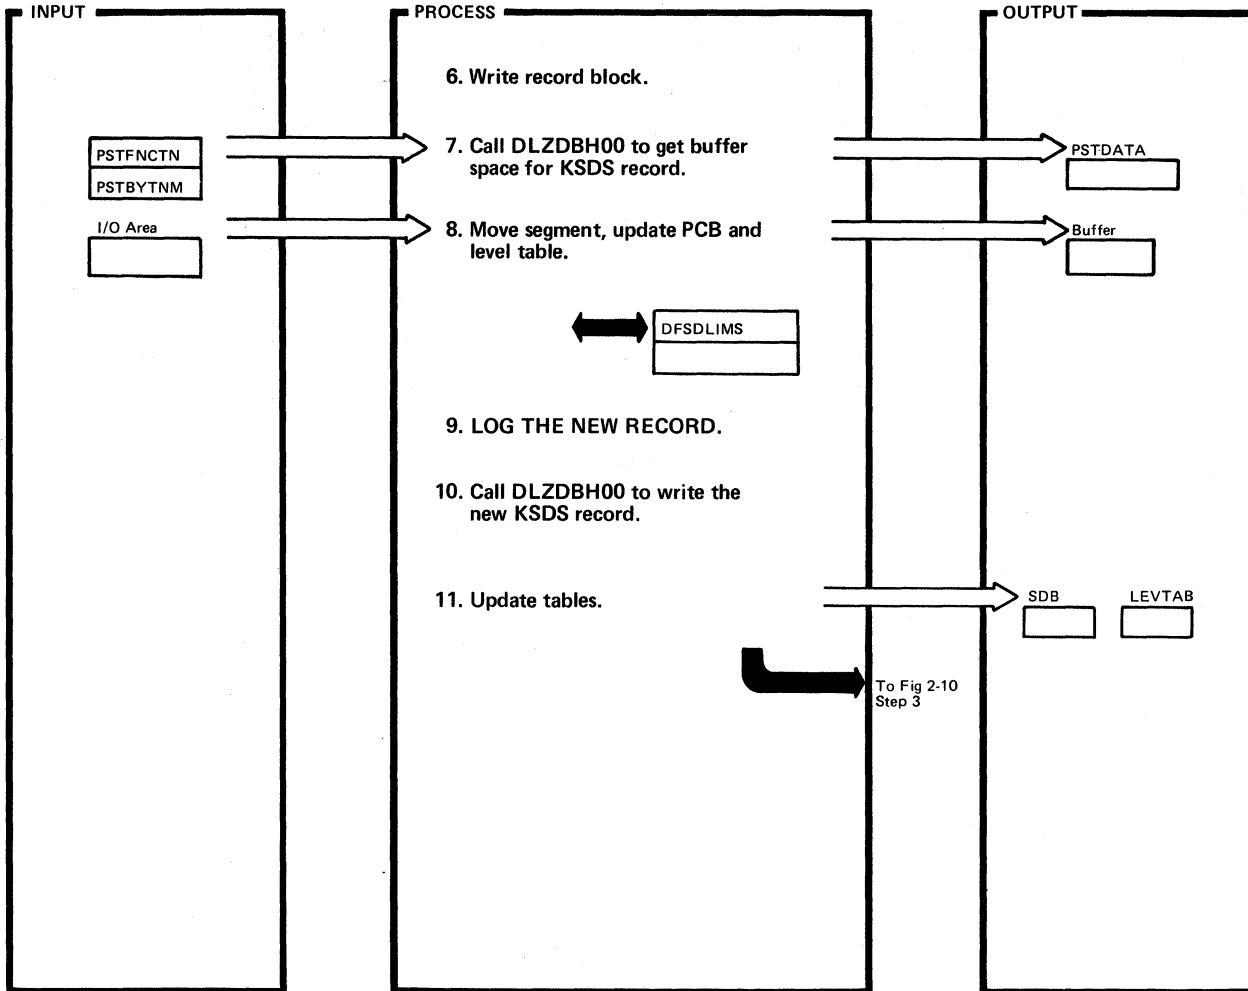 INPUT
PROCESS
OUTPUT
6. Write record block.
PSTFNCTN
PSTBYTNM
7. Call DLZDBH00 to get buffer
space for KSDS record.
PSTDATA
I/O Area
8. Move segment, update PCB and
level table.
Buffer
DFSDLIMS
9. LOG THE NEW RECORD.
10. Call DLZDBH00 to write the
new KSDS record.
11. Update tables.
SDB
LEVTAB
To Fig 2-10
Step 3